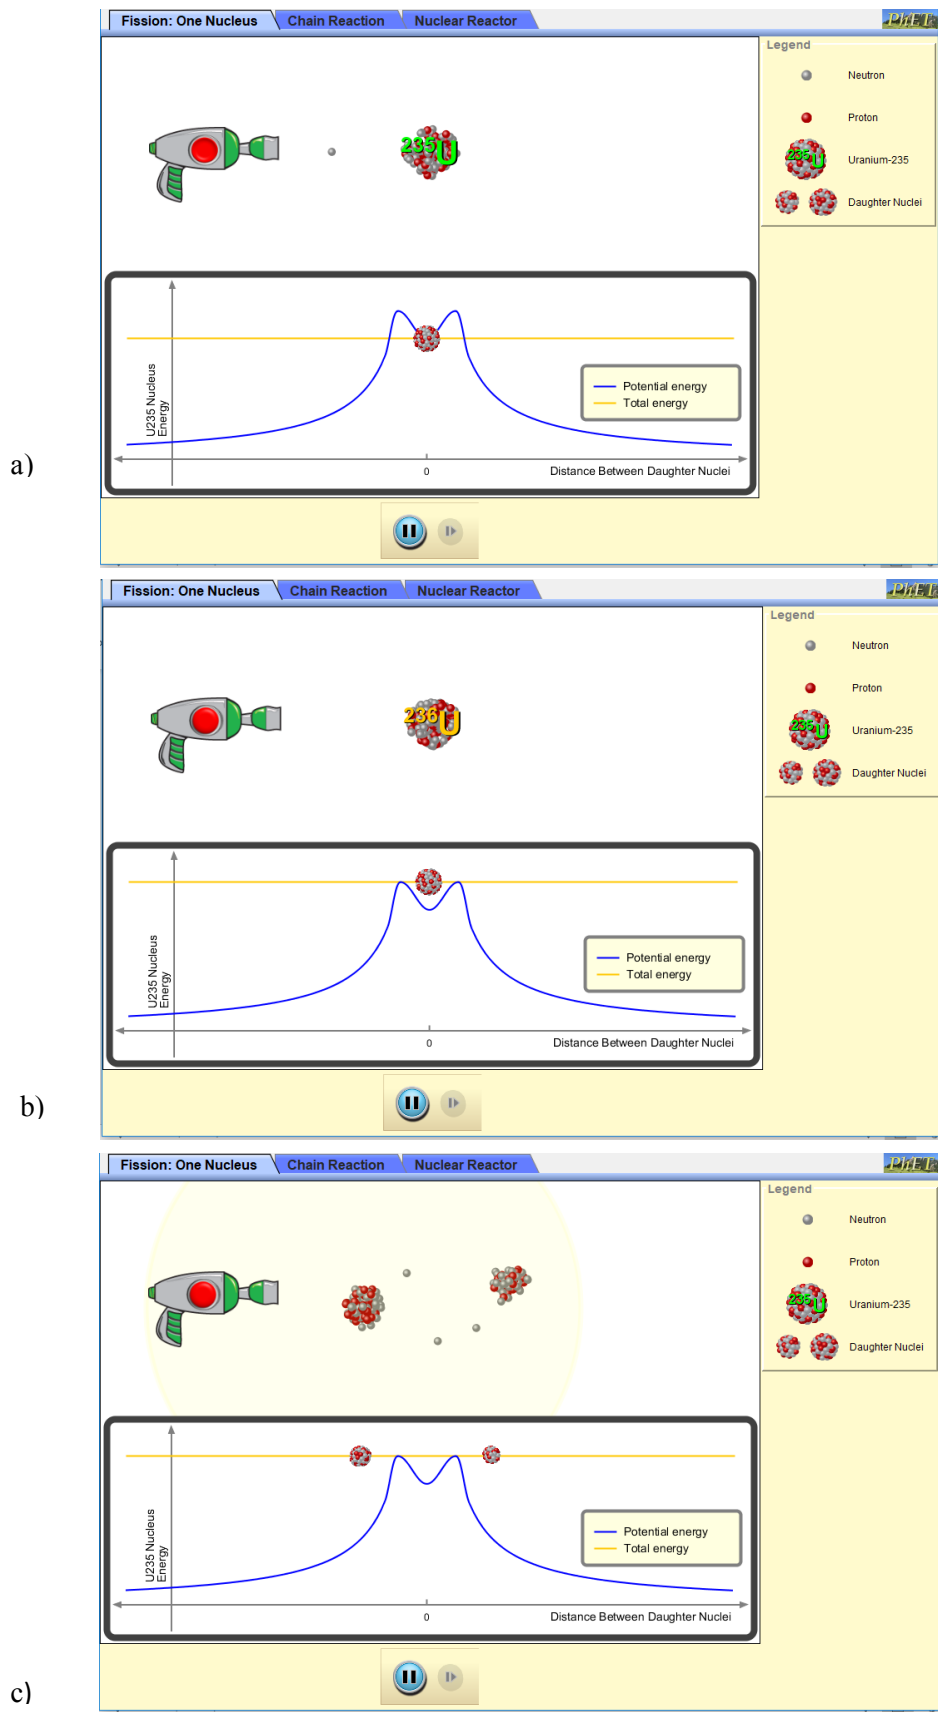 Fission: One Nucleus Chain Reaction Nuclear Reactor PhET
Legend
Neutron
Proton
235U Uranium-235
Daughter Nuclei
235U
U235 Nucleus
Energy
Potential energy
Total energy
0 Distance Between Daughter Nuclei
a)
Fission: One Nucleus Chain Reaction Nuclear Reactor PhET
Legend
Neutron
Proton
235U Uranium-235
Daughter Nuclei
236U
U235 Nucleus
Energy
Potential energy
Total energy
0 Distance Between Daughter Nuclei
b)
Fission: One Nucleus Chain Reaction Nuclear Reactor PhET
Legend
Neutron
Proton
235U Uranium-235
Daughter Nuclei
U235 Nucleus
Energy
Potential energy
Total energy
0 Distance Between Daughter Nuclei
c)